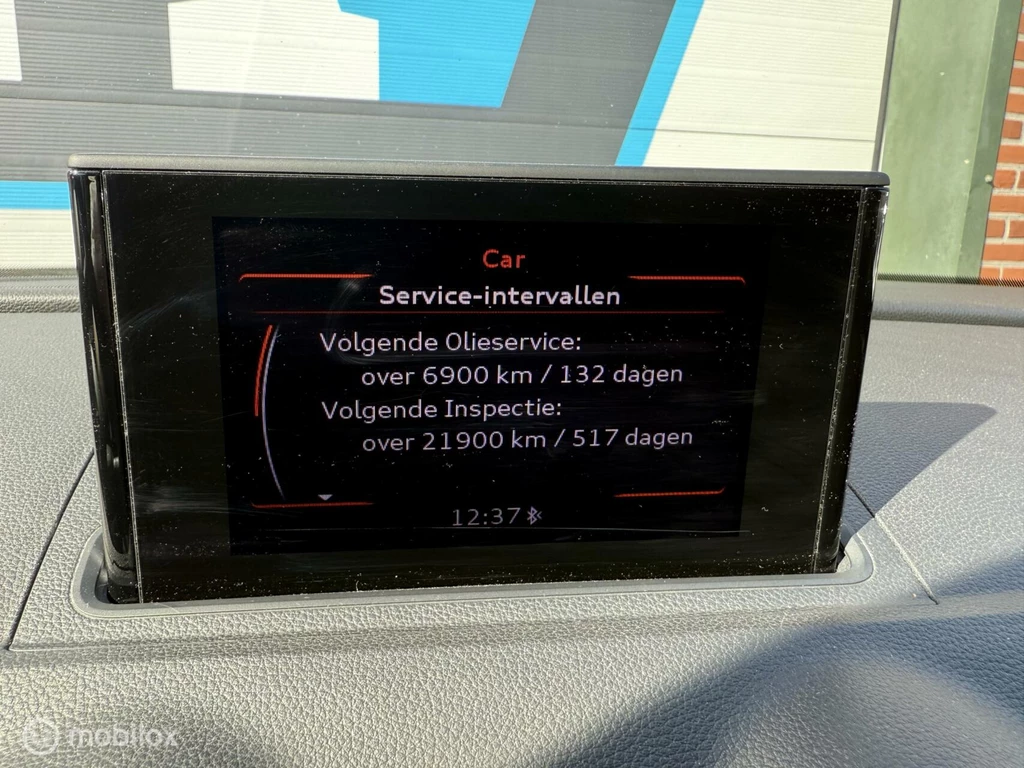 Car
Service-intervallen
Volgende Olieservice:
over 6900 km / 132 dagen
Volgende Inspectie:
over 21900 km / 517 dagen
12:37
mobilox